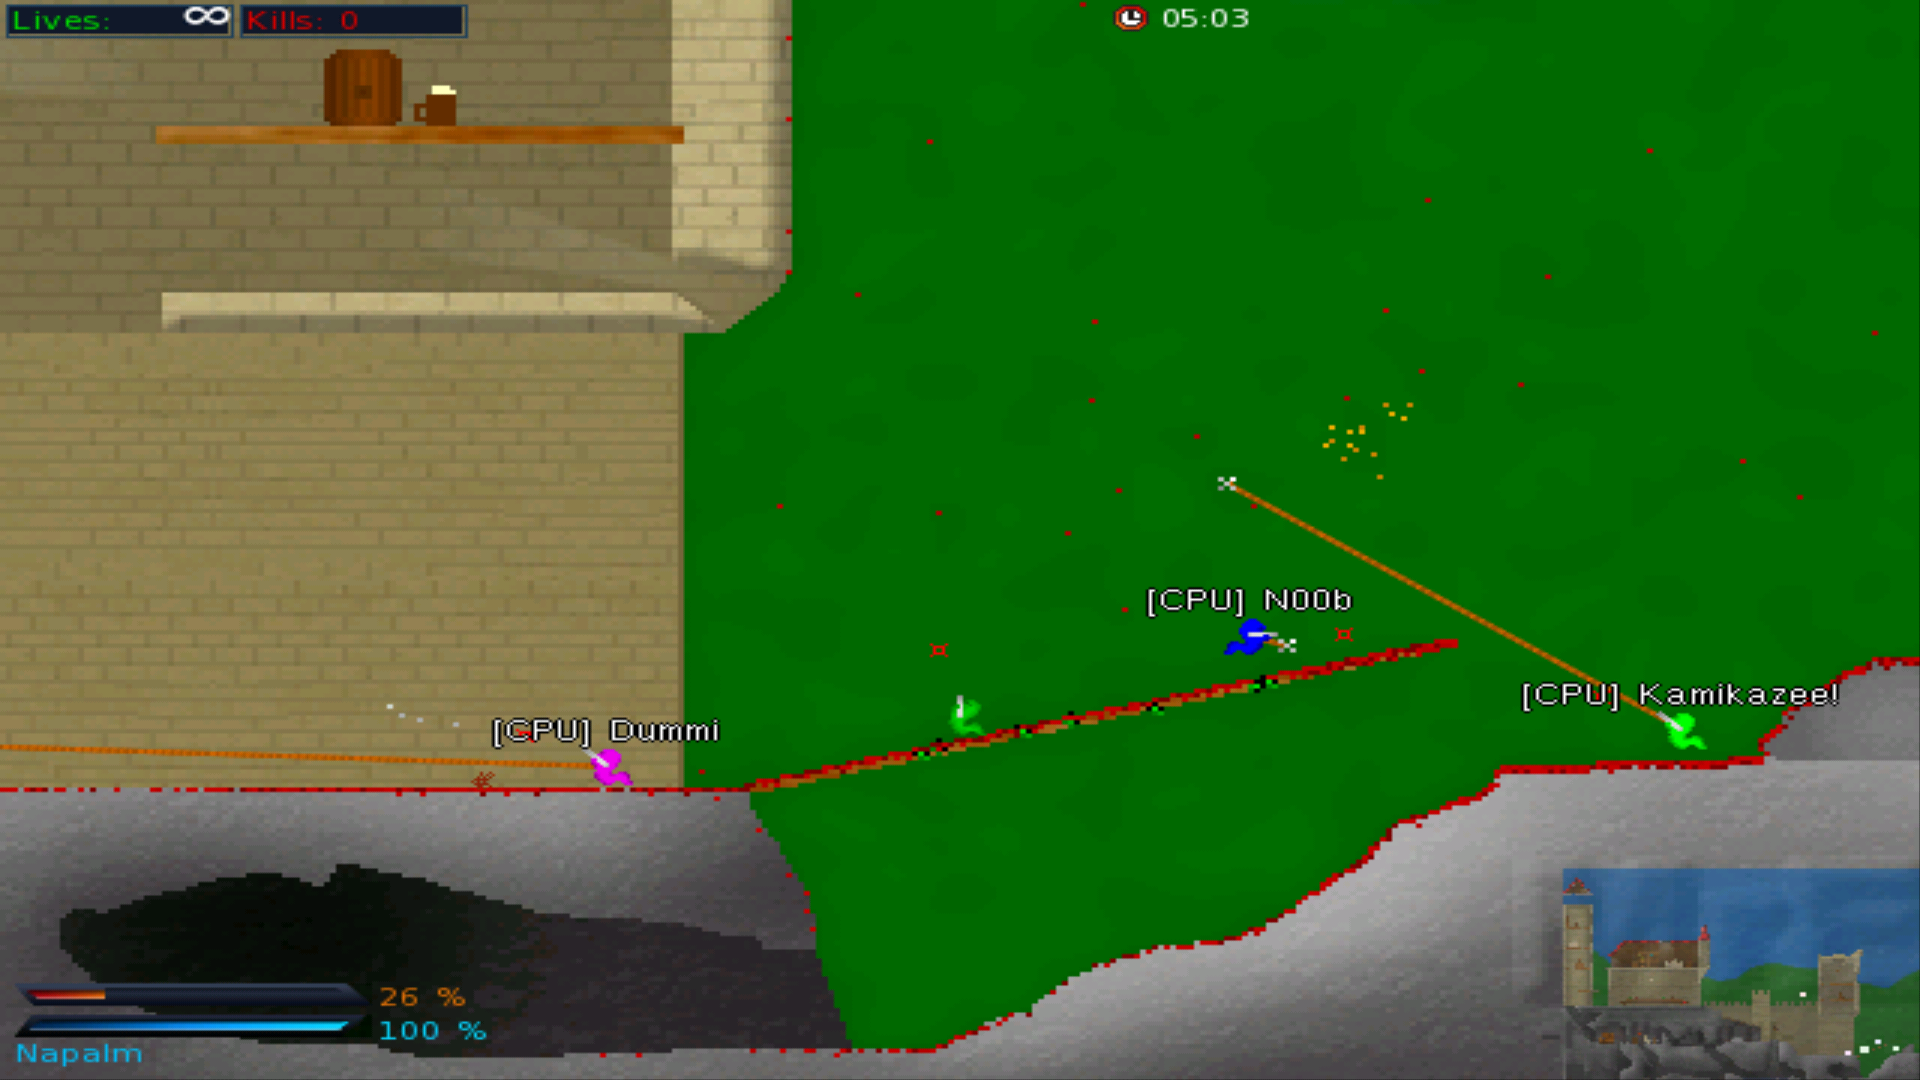 Lives: ∞
Kills: 0
05:03
[CPU] N00b
[CPU] Kamikazee!
[CPU] Dummi
26 %
100 %
Napalm